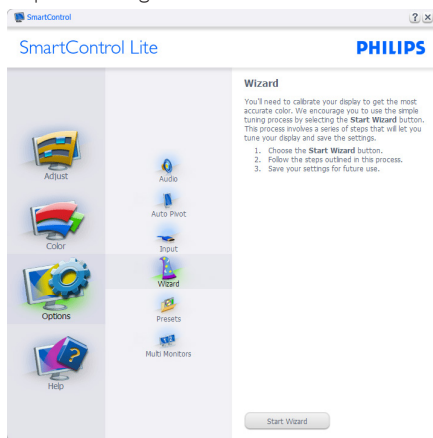 SmartControl
SmartControl Lite
PHILIPS
Adjust
Color
Options
Help
Audio
Auto Pivot
Input
Wizard
Presets
Multi Monitors
Wizard
You'll need to calibrate your display to get the most
accurate color. We encourage you to use the simple
tuning process by selecting the Start Wizard button.
This process involves a series of steps that will let you
tune your display and save the settings.
1. Choose the Start Wizard button.
2. Follow the steps outlined in this process.
3. Save your settings for future use.
Start Wizard